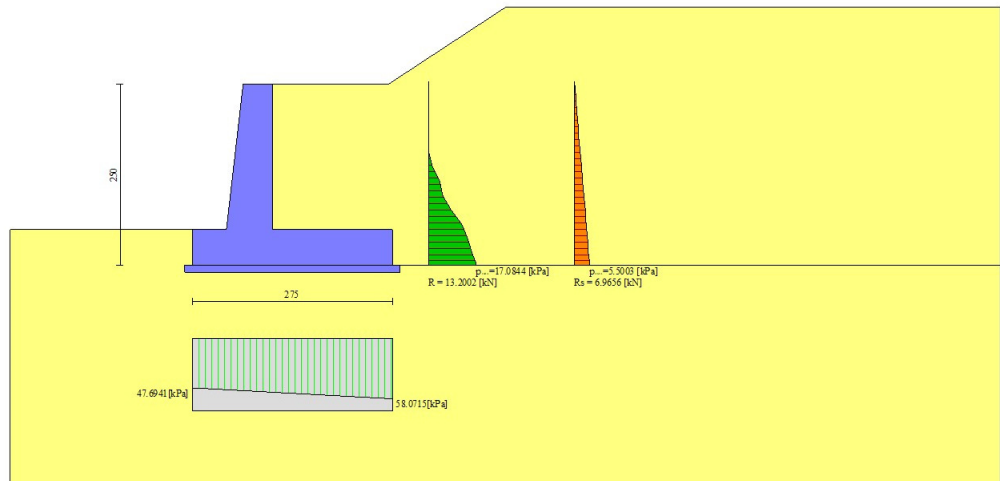 250
p...=17.0844 [kPa]
R = 13.2002 [kN]
p...=5.5003 [kPa]
Rs = 6.9656 [kN]
275
47.6941[kPa]
58.0715[kPa]